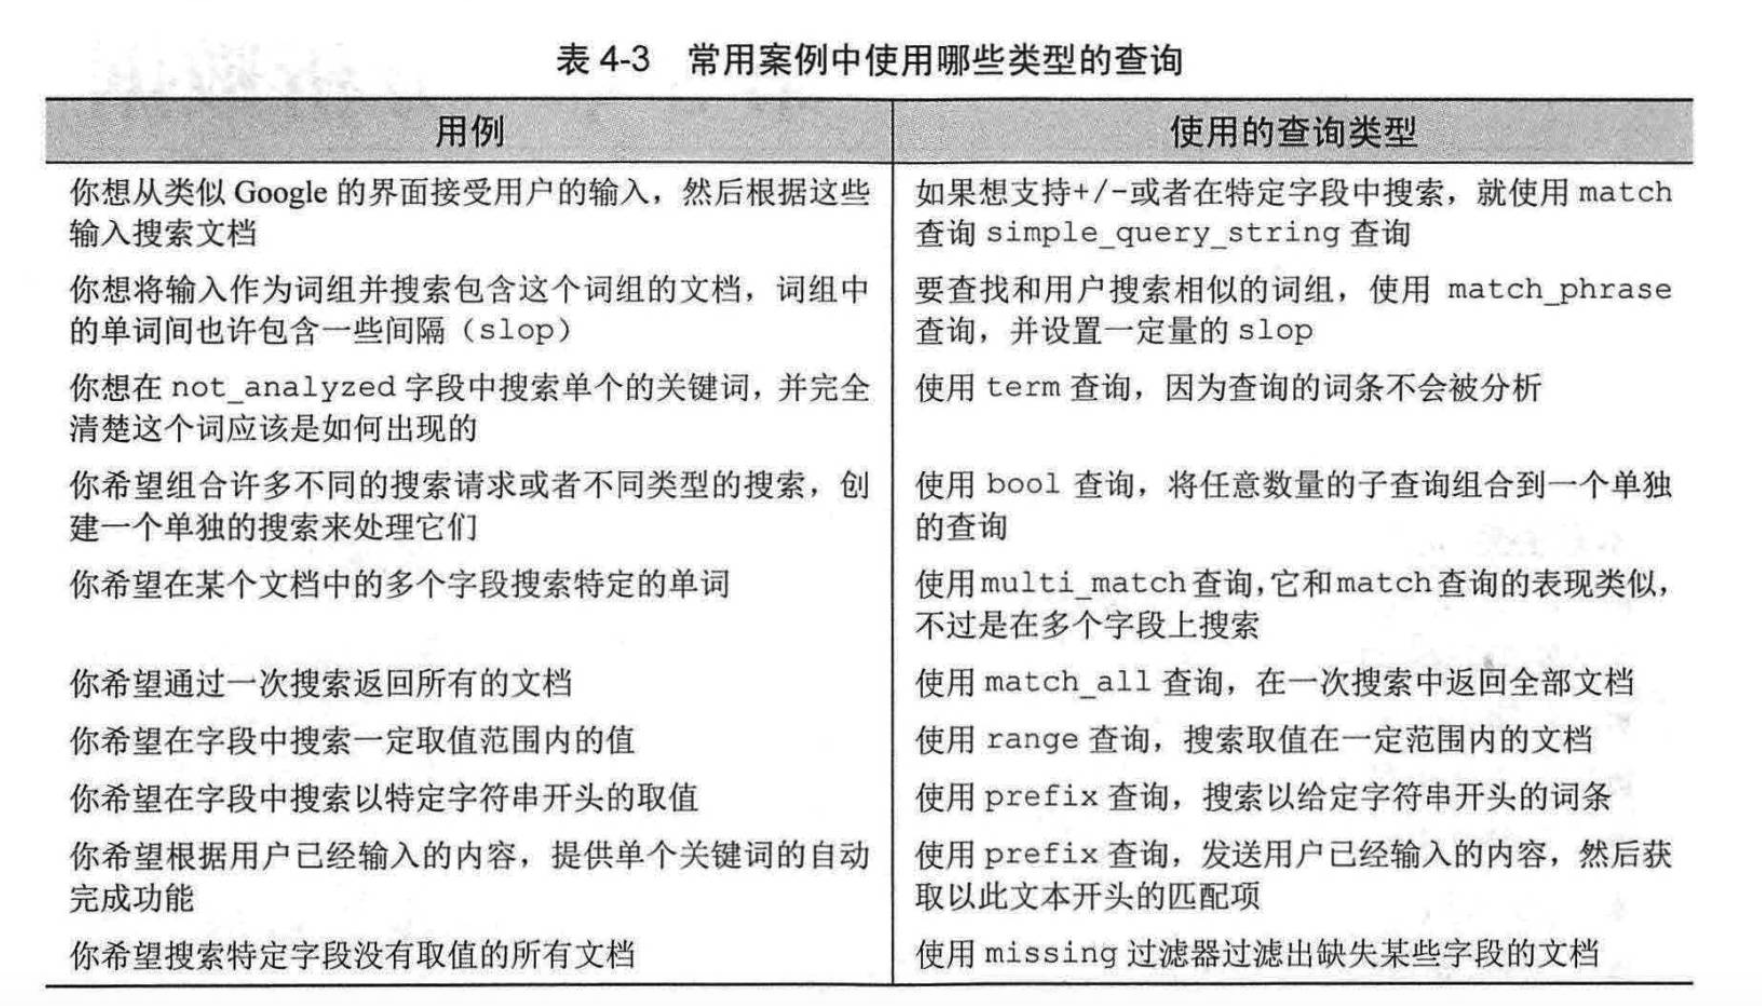 表 4-3 常用案例中使用哪些类型的查询
用例
使用的查询类型
你想从类似 Google 的界面接受用户的输入，然后根据这些
输入搜索文档
如果想支持+/-或者在特定字段中搜索，就使用 match
查询 simple_query_string 查询
你想将输入作为词组并搜索包含这个词组的文档，词组中
的单词间也许包含一些间隔（slop）
要查找和用户搜索相似的词组，使用 match_phrase
查询，并设置一定量的 slop
你想在 not_analyzed 字段中搜索单个的关键词，并完全
清楚这个词应该是如何出现的
使用 term 查询，因为查询的词条不会被分析
你希望组合许多不同的搜索请求或者不同类型的搜索，创
建一个单独的搜索来处理它们
使用 bool 查询，将任意数量的子查询组合到一个单独
的查询
你希望在某个文档中的多个字段搜索特定的单词
使用multi_match查询，它和match查询的表现类似，
不过是在多个字段上搜索
你希望通过一次搜索返回所有的文档
使用 match_all 查询，在一次搜索中返回全部文档
你希望在字段中搜索一定取值范围内的值
使用 range 查询，搜索取值在一定范围内的文档
你希望在字段中搜索以特定字符串开头的取值
使用 prefix 查询，搜索以给定字符串开头的词条
你希望根据用户已经输入的内容，提供单个关键词的自动
完成功能
使用 prefix 查询，发送用户已经输入的内容，然后获
取以此文本开头的匹配项
你希望搜索特定字段没有取值的所有文档
使用 missing 过滤器过滤出缺失某些字段的文档